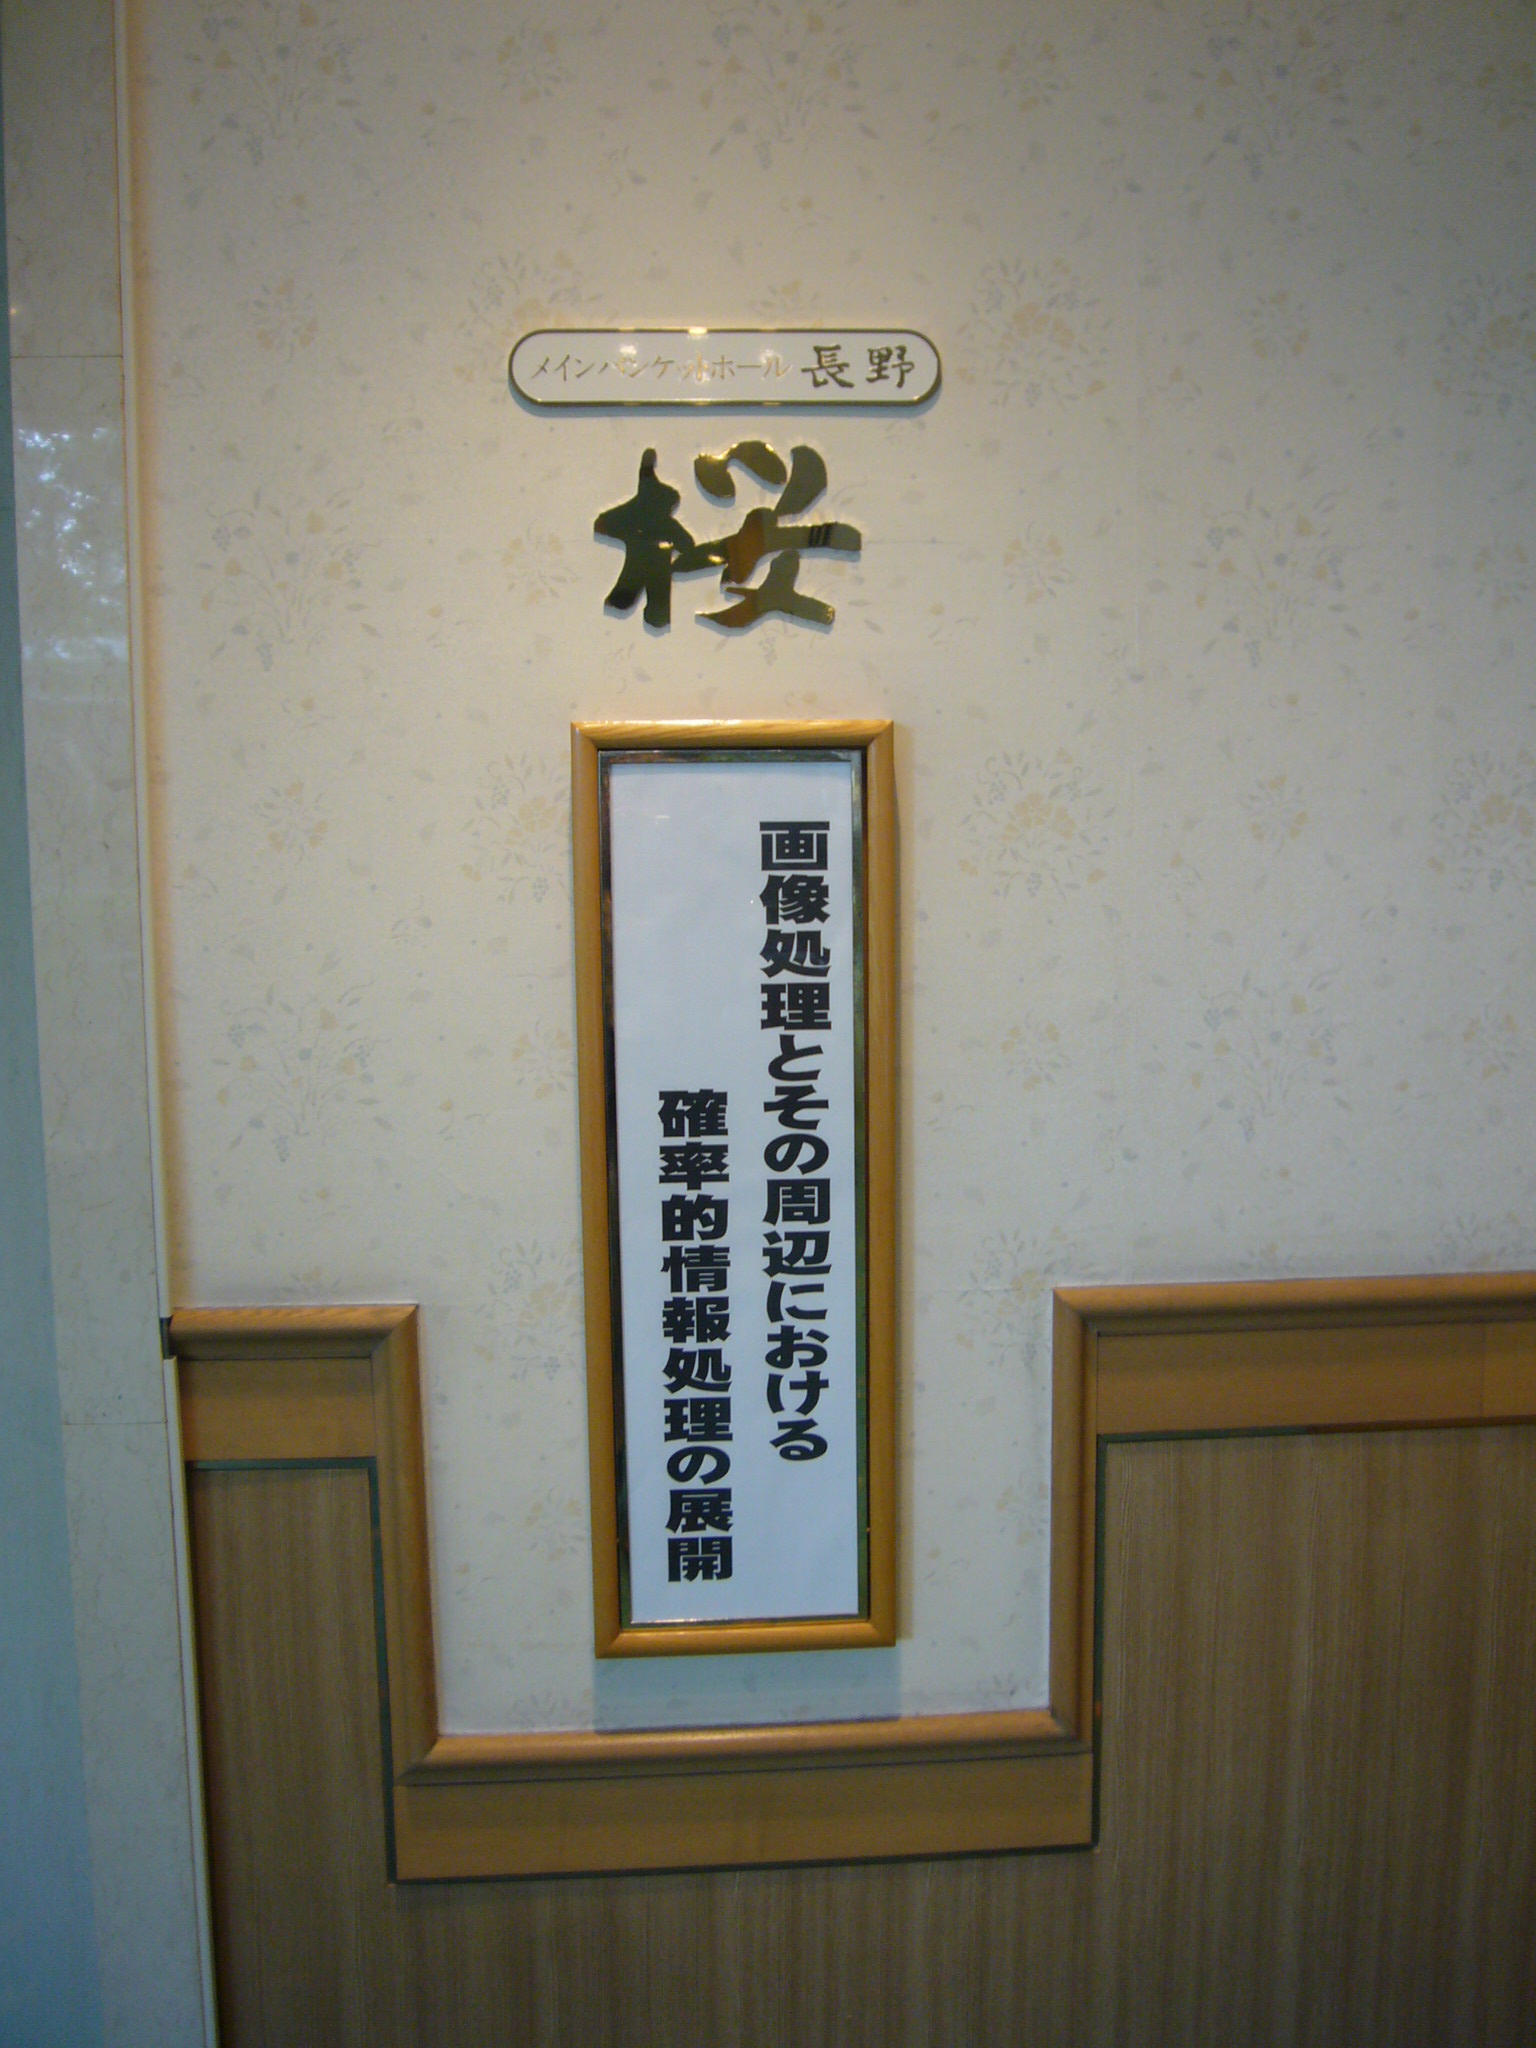 メインバンケットホール 長野
桜
画像処理とその周辺における
確率的情報処理の展開